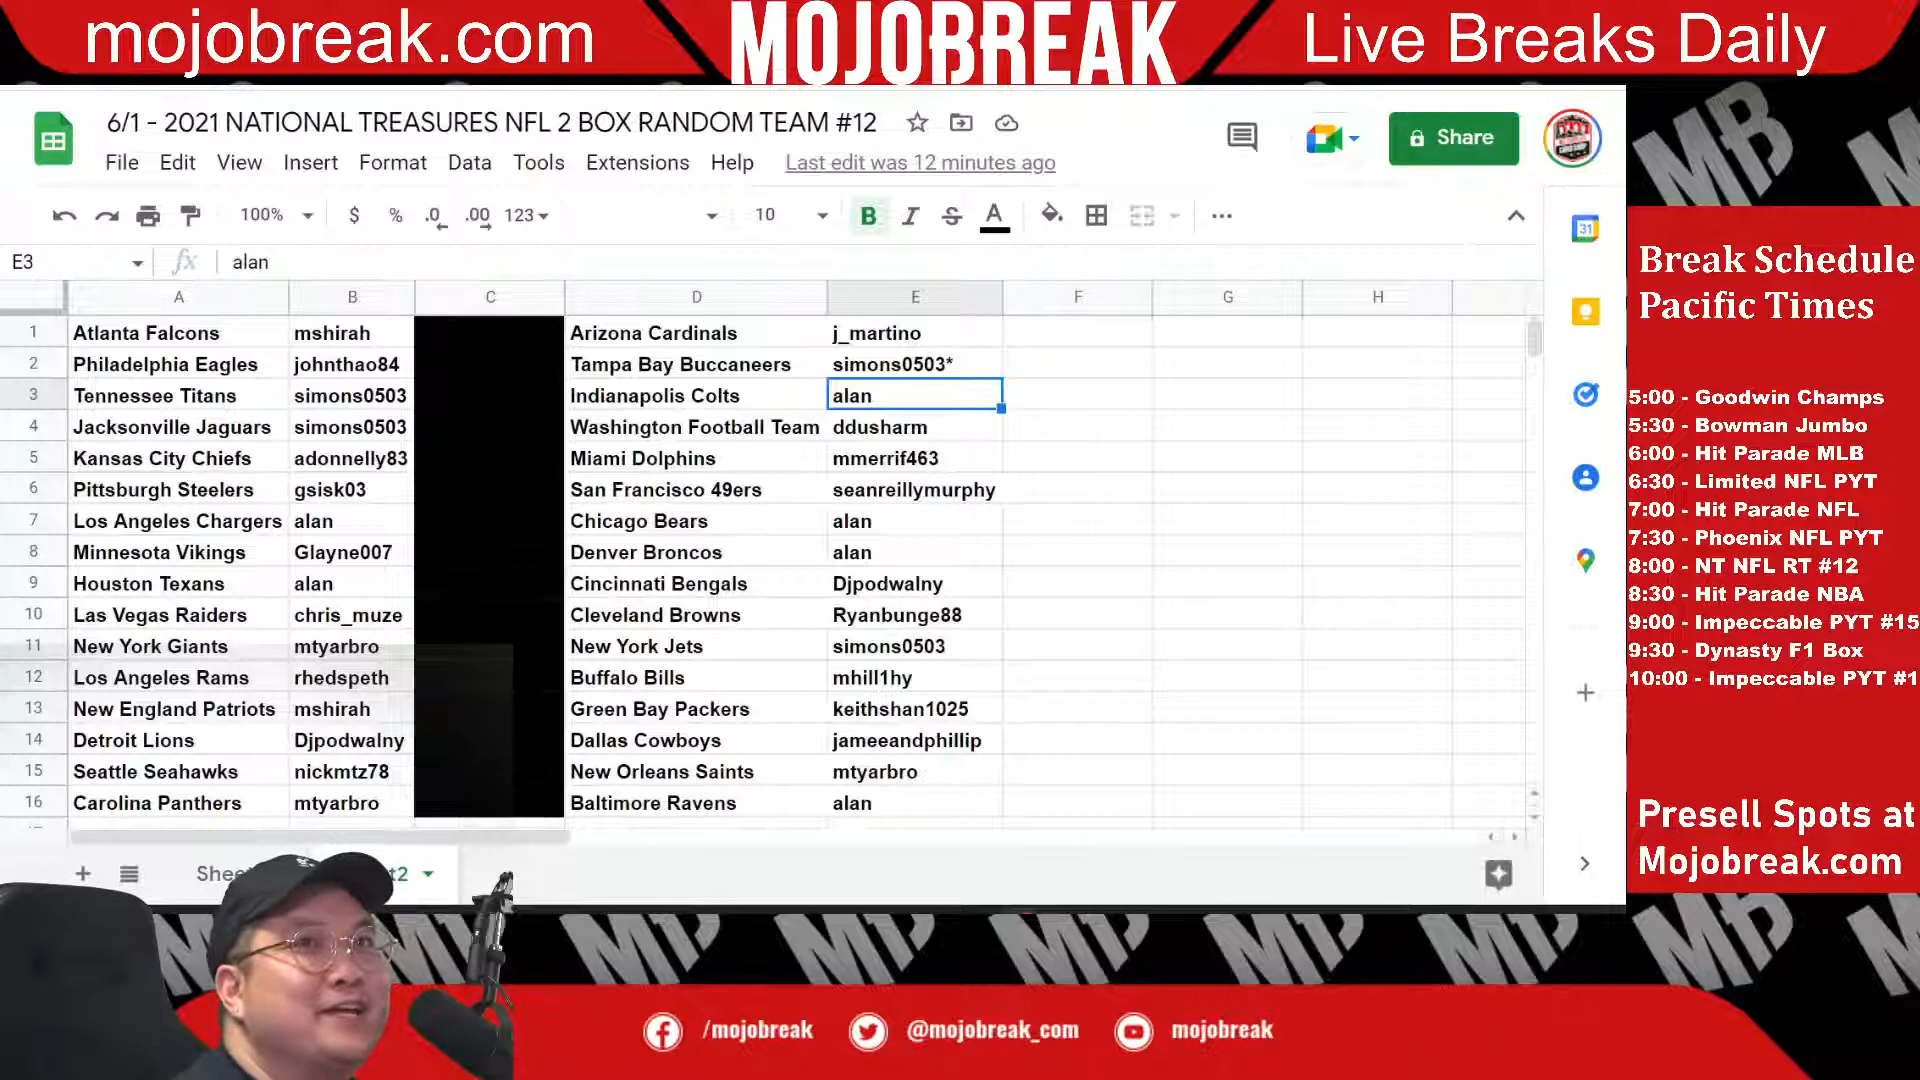 mojobreak.com
MOJOBREAK
Live Breaks Daily
6/1 - 2021 NATIONAL TREASURES NFL 2 BOX RANDOM TEAM #12
Share
File Edit View Insert Format Data Tools Extensions Help Last edit was 12 minutes ago
100% $ % .0 .00 123 10 B I S A
E3 fx alan
A B C D E F G H
1 Atlanta Falcons mshirah Arizona Cardinals j_martino
2 Philadelphia Eagles johnthao84 Tampa Bay Buccaneers simons0503*
3 Tennessee Titans simons0503 Indianapolis Colts alan
4 Jacksonville Jaguars simons0503 Washington Football Team ddusharm
5 Kansas City Chiefs adonnelly83 Miami Dolphins mmerrif463
6 Pittsburgh Steelers gsisk03 San Francisco 49ers seanreillymurphy
7 Los Angeles Chargers alan Chicago Bears alan
8 Minnesota Vikings Glayne007 Denver Broncos alan
9 Houston Texans alan Cincinnati Bengals Djpodwalny
10 Las Vegas Raiders chris_muze Cleveland Browns Ryanbunge88
11 New York Giants mtyarbro New York Jets simons0503
12 Los Angeles Rams rhedspeth Buffalo Bills mhill1hy
13 New England Patriots mshirah Green Bay Packers keithshan1025
14 Detroit Lions Djpodwalny Dallas Cowboys jameeandphillip
15 Seattle Seahawks nickmtz78 New Orleans Saints mtyarbro
16 Carolina Panthers mtyarbro Baltimore Ravens alan
31
Break Schedule
Pacific Times
5:00 - Goodwin Champs
5:30 - Bowman Jumbo
6:00 - Hit Parade MLB
6:30 - Limited NFL PYT
7:00 - Hit Parade NFL
7:30 - Phoenix NFL PYT
8:00 - NT NFL RT #12
8:30 - Hit Parade NBA
9:00 - Impeccable PYT #15
9:30 - Dynasty F1 Box
10:00 - Impeccable PYT #1
Presell Spots at
Mojobreak.com
MB
/mojobreak @mojobreak_com mojobreak